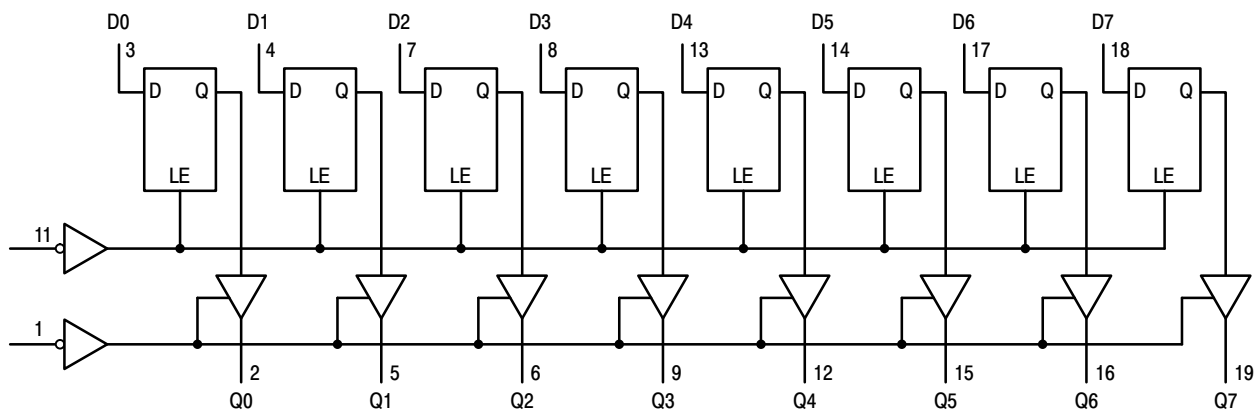 D0 D1 D2 D3 D4 D5 D6 D7
3 4 7 8 13 14 17 18
D Q D Q D Q D Q D Q D Q D Q D Q
LE LE LE LE LE LE LE LE
11
1
2 5 6 9 12 15 16 19
Q0 Q1 Q2 Q3 Q4 Q5 Q6 Q7